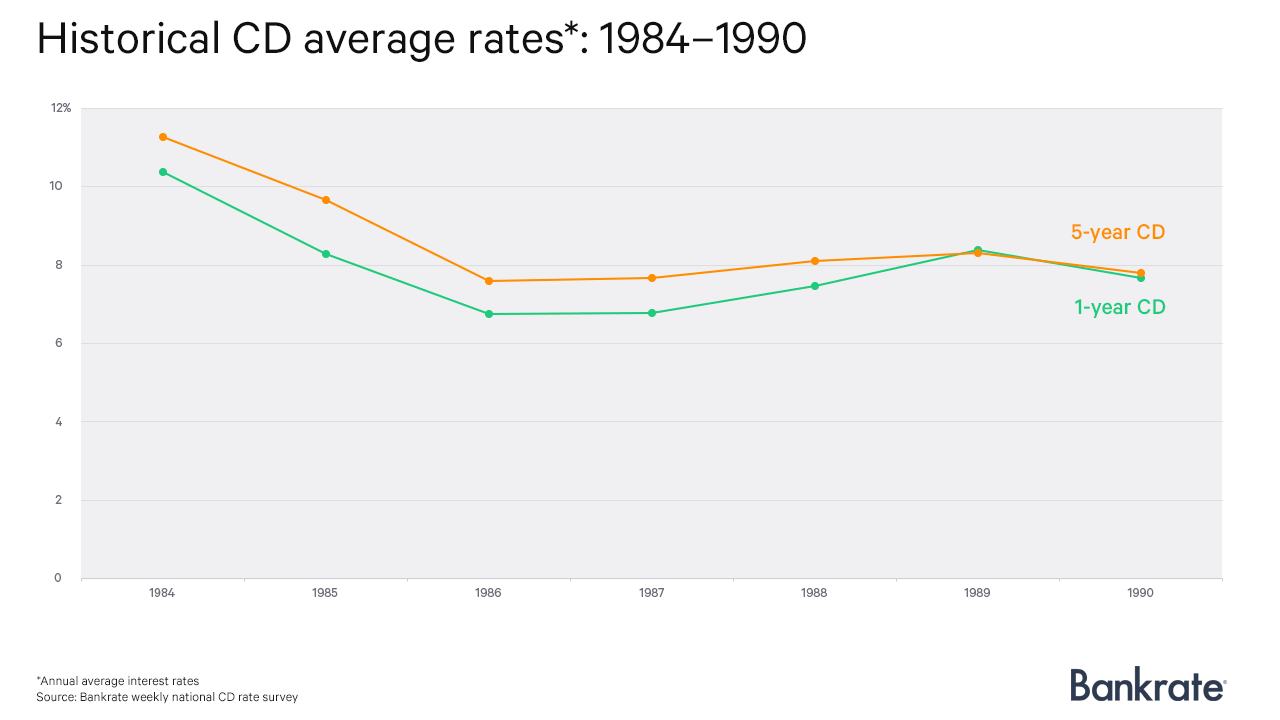 Historical CD average rates*: 1984–1990
12%
10
8
6
4
2
0
5-year CD
1-year CD
1984 1985 1986 1987 1988 1989 1990
*Annual average interest rates
Source: Bankrate weekly national CD rate survey
Bankrate